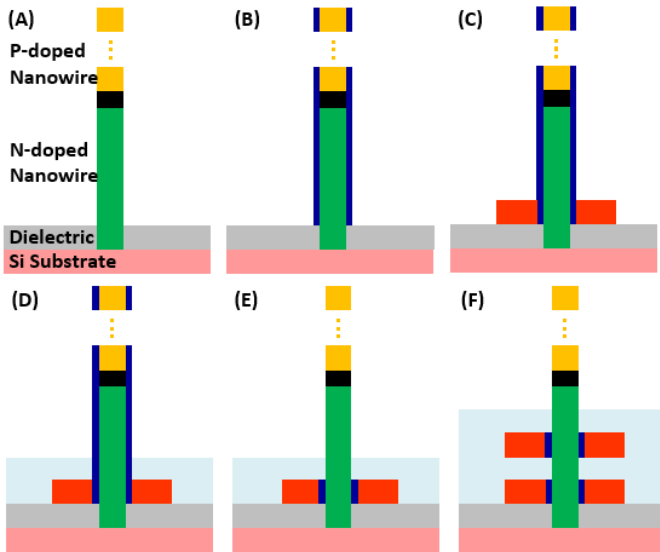 (A)
P-doped
Nanowire
N-doped
Nanowire
Dielectric
Si Substrate
(B)
(C)
(D)
(E)
(F)